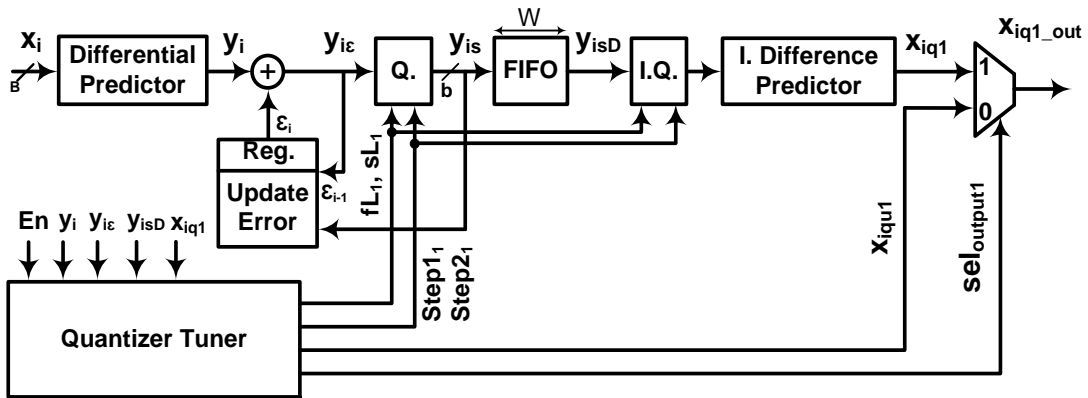 x_i
B
Differential
Predictor
y_i
+
y_iε
Q.
y_is
b
W
FIFO
y_isD
I.Q.
I. Difference
Predictor
x_iq1
1
0
x_iq1_out
ε_i
Reg.
Update
Error
ε_i-1
fL_1, sL_1
Step1_1
Step2_1
x_iqu1
sel_output1
En y_i y_iε y_isD x_iq1
Quantizer Tuner